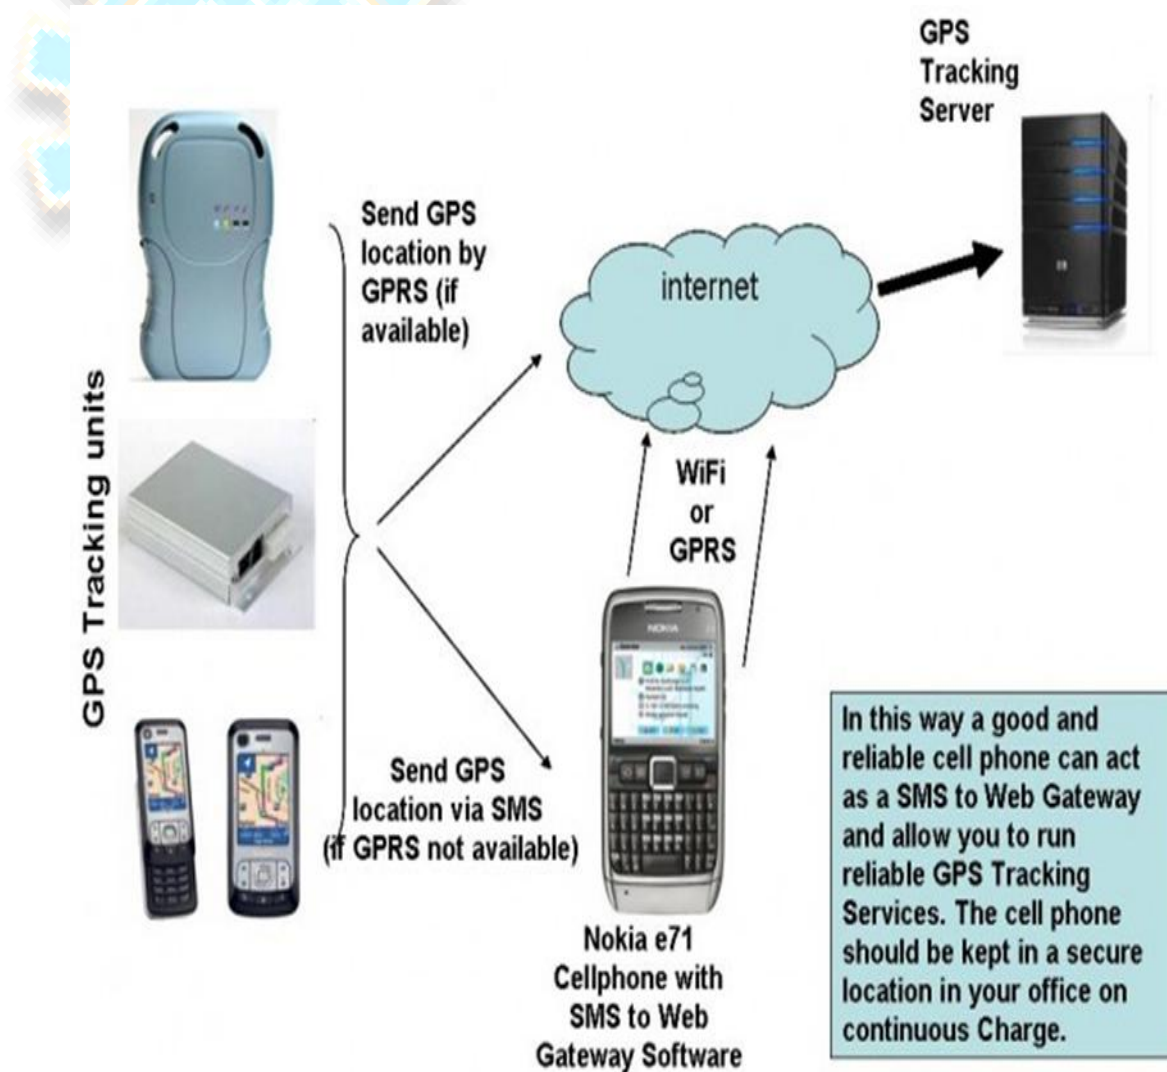 GPS
Tracking
Server
Send GPS
location by
GPRS (if
available)
internet
GPS Tracking units
WiFi
or
GPRS
NOKIA
Send GPS
location via SMS
(if GPRS not available)
Nokia e71
Cellphone with
SMS to Web
Gateway Software
In this way a good and
reliable cell phone can act
as a SMS to Web Gateway
and allow you to run
reliable GPS Tracking
Services. The cell phone
should be kept in a secure
location in your office on
continuous Charge.